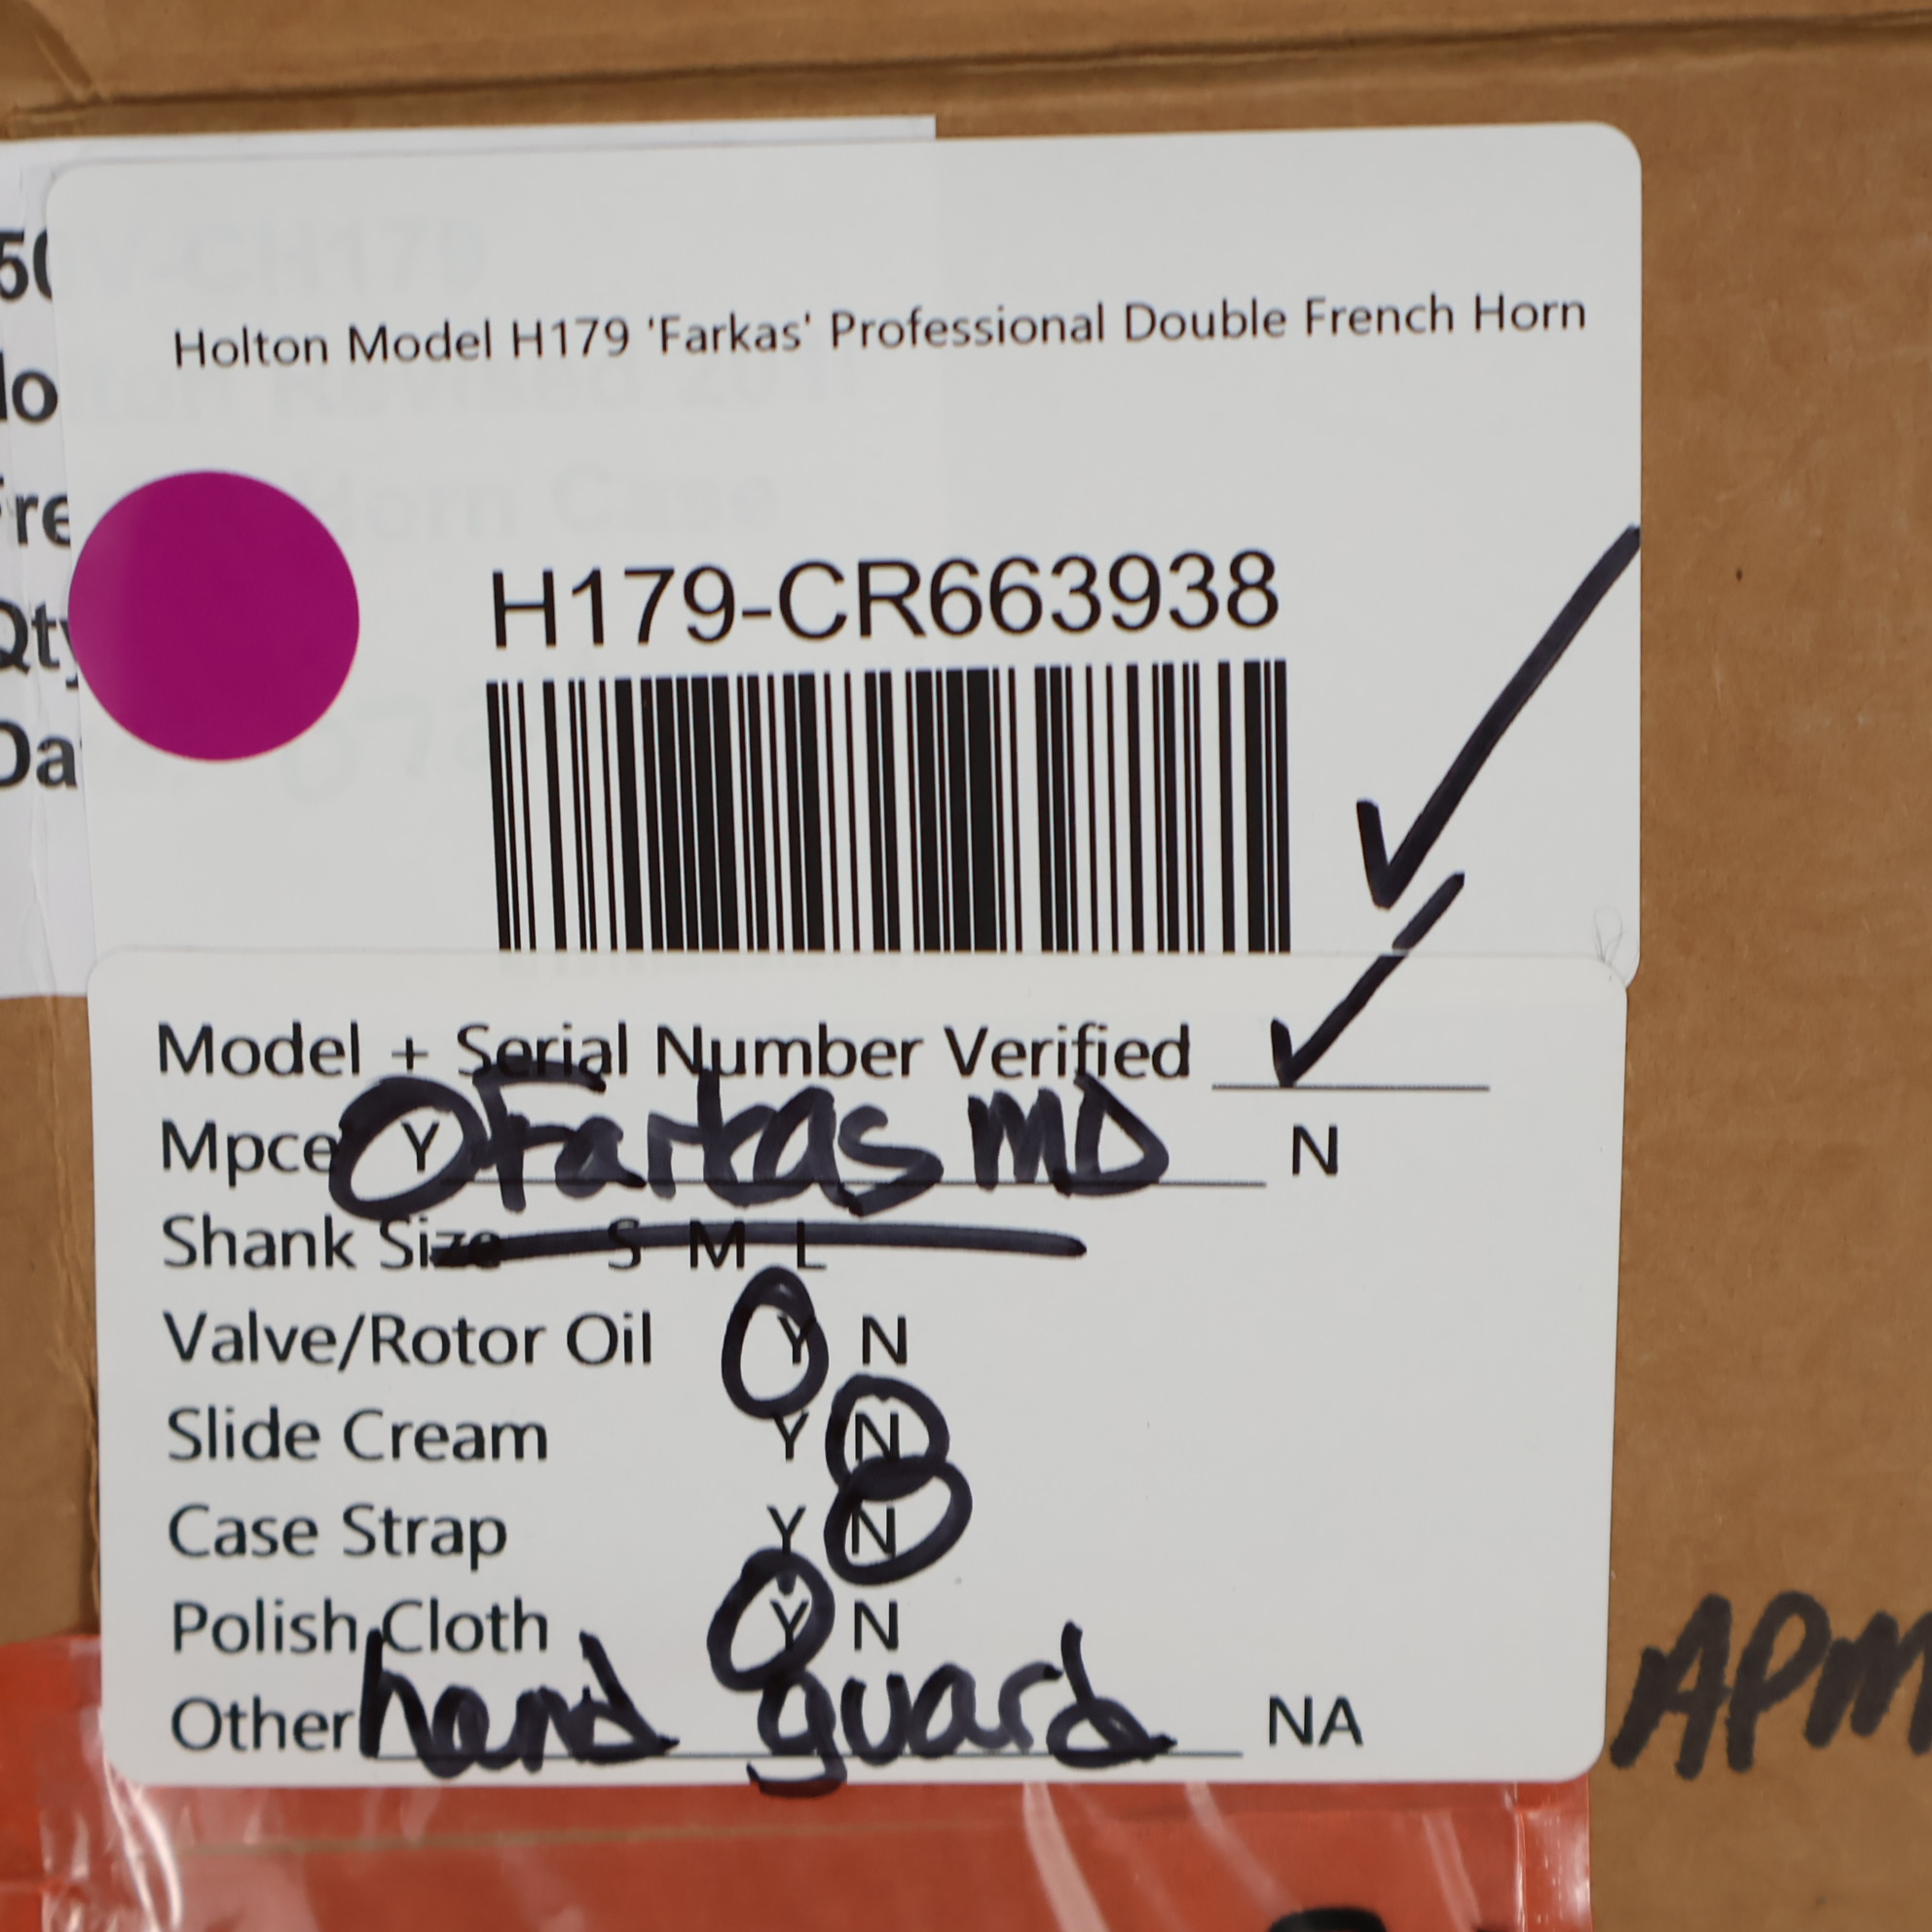 Holton Model H179 'Farkas' Professional Double French Horn
H179-CR663938
Model + Serial Number Verified ✓
Mpce Y Farkas MD N
Shank Size S M L
Valve/Rotor Oil Y N
Slide Cream Y N
Case Strap Y N
Polish Cloth Y N
Other hand guard NA
APM